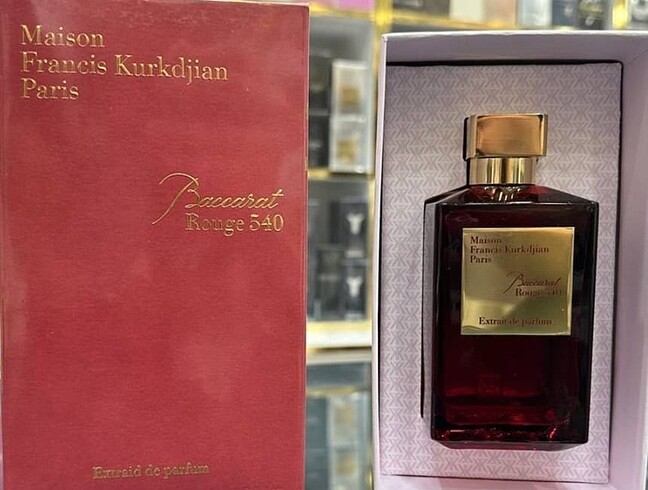 Maison
Francis Kurkdjian
Paris
Baccarat
Rouge 540
Extraid de parfum
Maison
Francis Kurkdjian
Paris
Baccarat
Rouge 540
Extrait de parfum